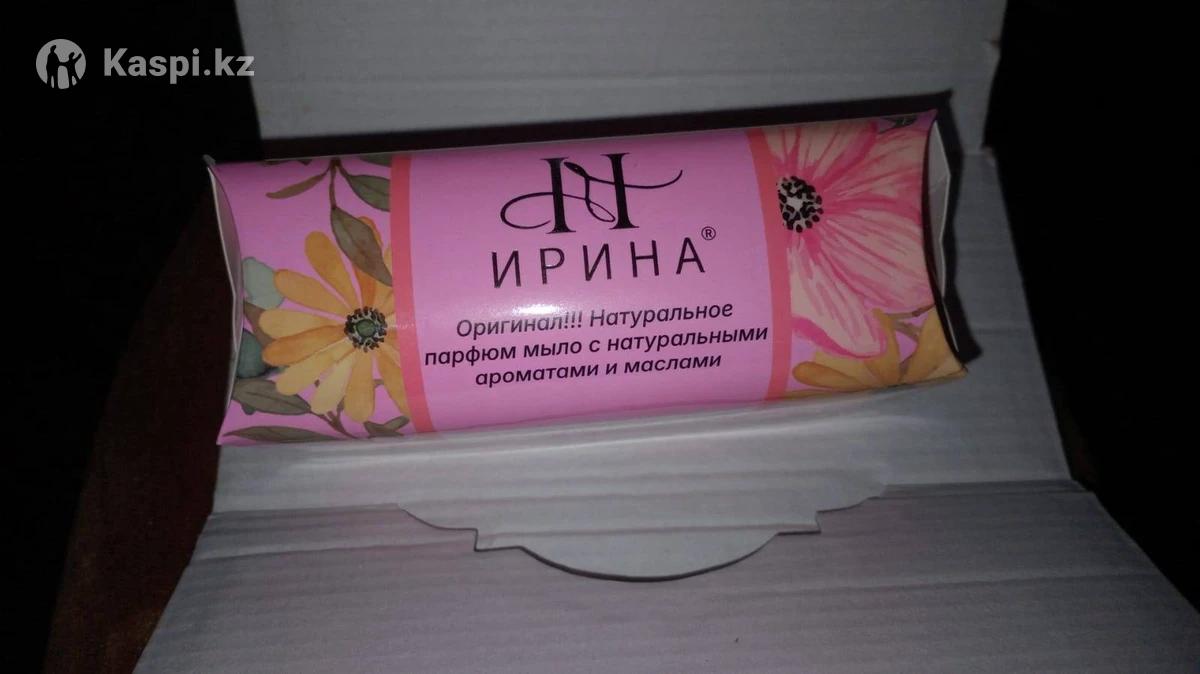 Kaspi.kz
ИРИНА®
Оригинал!!! Натуральное
парфюм мыло с натуральными
ароматами и маслами